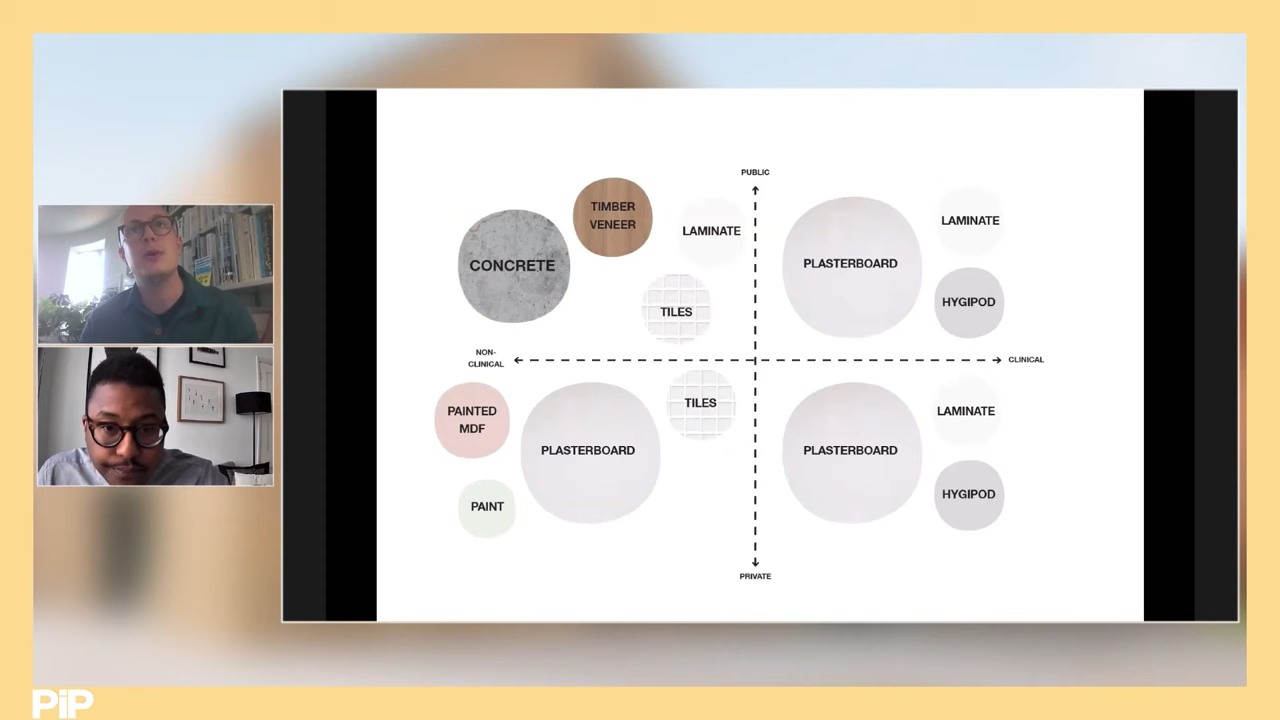 PUBLIC
TIMBER
VENEER
LAMINATE
CONCRETE
TILES
PLASTERBOARD
LAMINATE
HYGIPOD
NON-
CLINICAL
CLINICAL
PAINTED
MDF
PLASTERBOARD
TILES
PAINT
PLASTERBOARD
LAMINATE
HYGIPOD
PRIVATE
PiP